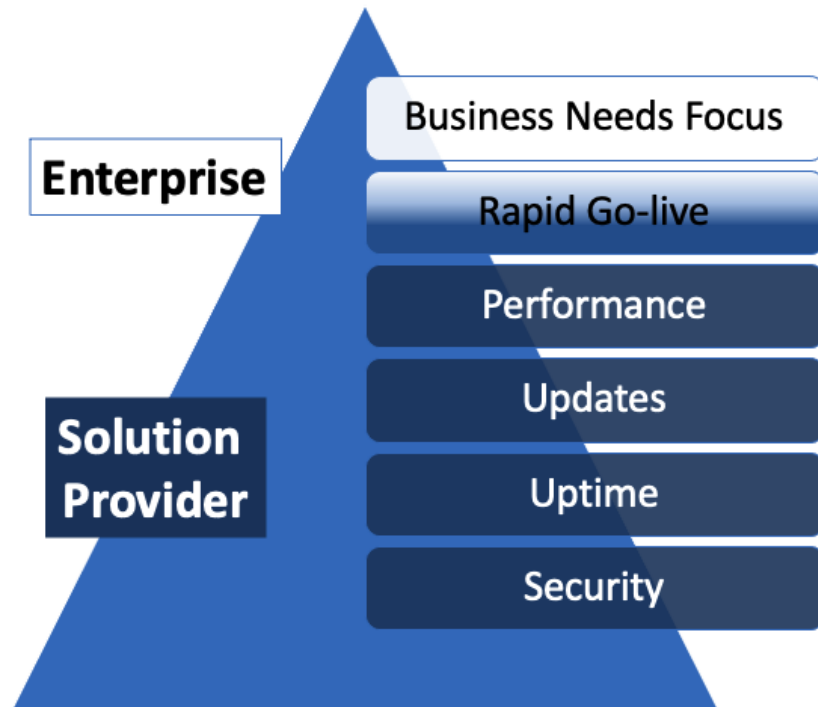 Business Needs Focus
Enterprise
Rapid Go-live
Performance
Updates
Solution
Provider
Uptime
Security